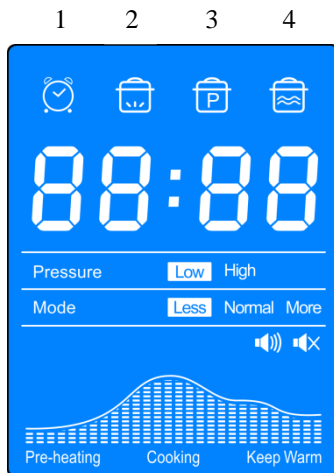 1 2 3 4
P
88:88
Pressure Low High
Mode Less Normal More
Pre-heating Cooking Keep Warm